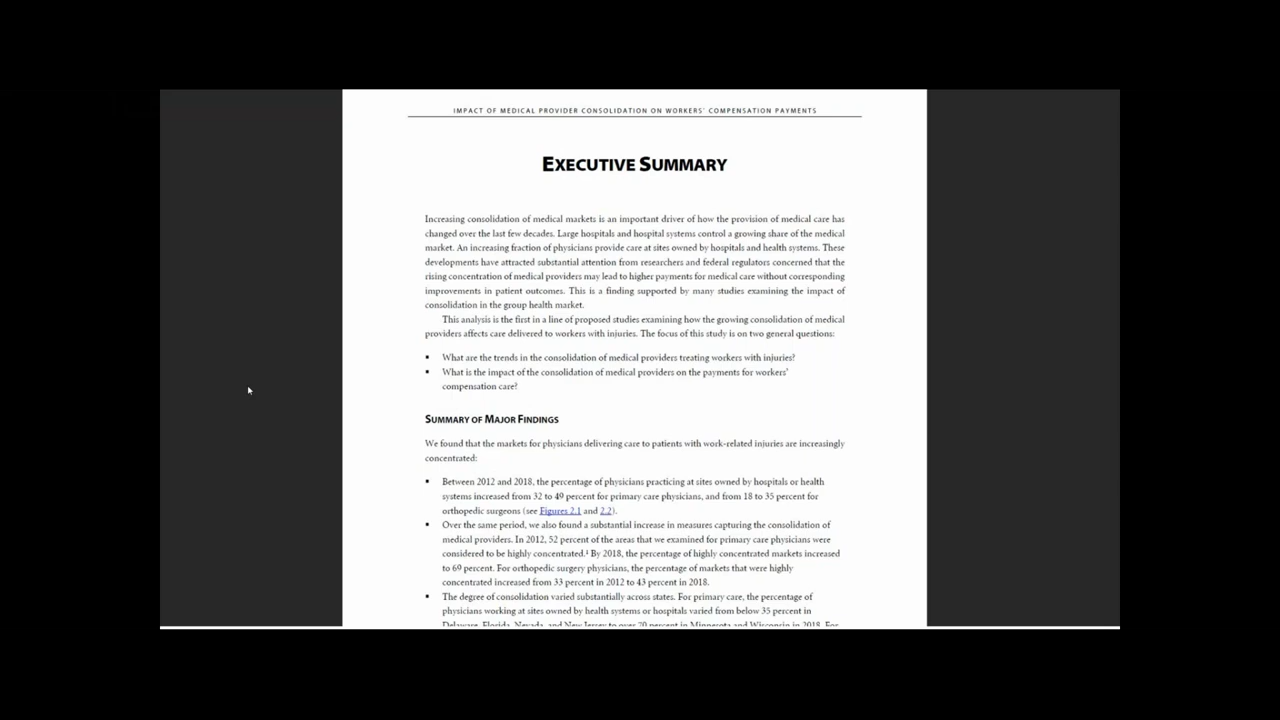 IMPACT OF MEDICAL PROVIDER CONSOLIDATION ON WORKERS' COMPENSATION PAYMENTS
EXECUTIVE SUMMARY
Increasing consolidation of medical markets is an important driver of how the provision of medical care has
changed over the last few decades. Large hospitals and hospital systems control a growing share of the medical
market. An increasing fraction of physicians provide care at sites owned by hospitals and health systems. These
developments have attracted substantial attention from researchers and federal regulators concerned that the
rising concentration of medical providers may lead to higher payments for medical care without corresponding
improvements in patient outcomes. This is a finding supported by many studies examining the impact of
consolidation in the group health market.
This analysis is the first in a line of proposed studies examining how the growing consolidation of medical
providers affects care delivered to workers with injuries. The focus of this study is on two general questions:
▪ What are the trends in the consolidation of medical providers treating workers with injuries?
▪ What is the impact of the consolidation of medical providers on the payments for workers'
compensation care?
SUMMARY OF MAJOR FINDINGS
We found that the markets for physicians delivering care to patients with work-related injuries are increasingly
concentrated:
▪ Between 2012 and 2018, the percentage of physicians practicing at sites owned by hospitals or health
systems increased from 32 to 49 percent for primary care physicians, and from 18 to 35 percent for
orthopedic surgeons (see Figures 2.1 and 2.2).
▪ Over the same period, we also found a substantial increase in measures capturing the consolidation of
medical providers. In 2012, 52 percent of the areas that we examined for primary care physicians were
considered to be highly concentrated.¹ By 2018, the percentage of highly concentrated markets increased
to 69 percent. For orthopedic surgery physicians, the percentage of markets that were highly
concentrated increased from 33 percent in 2012 to 43 percent in 2018.
▪ The degree of consolidation varied substantially across states. For primary care, the percentage of
physicians working at sites owned by health systems or hospitals varied from below 35 percent in
Delaware, Florida, Nevada, and New Jersey to over 70 percent in Minnesota and Wisconsin in 2018. For